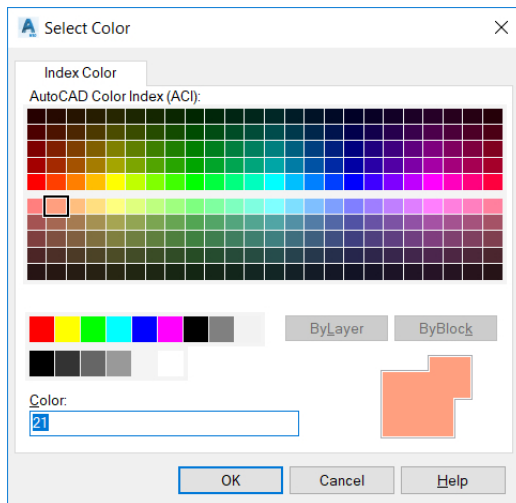 Select Color
Index Color
AutoCAD Color Index (ACI):
ByLayer
ByBlock
Color:
21
OK
Cancel
Help